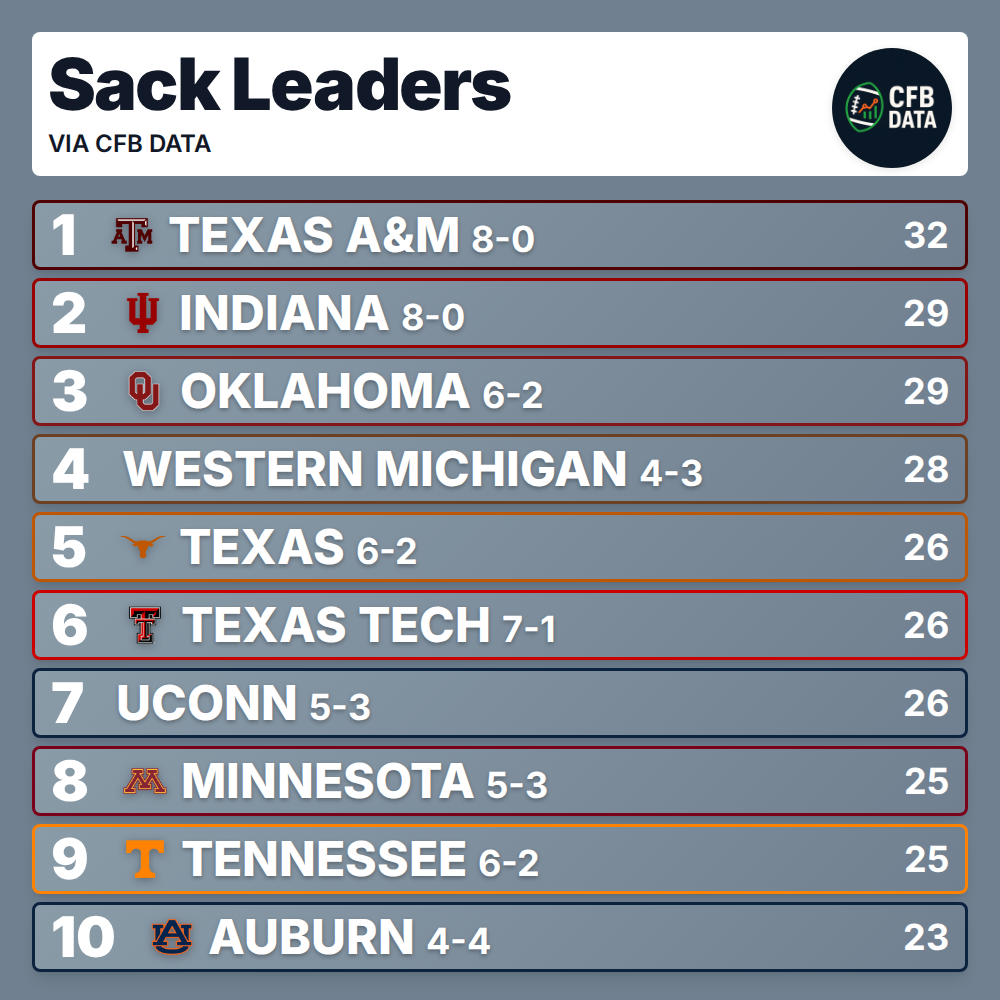 Sack Leaders
VIA CFB DATA
CFB
DATA
1 ATM TEXAS A&M 8-0 32
2 INDIANA 8-0 29
3 OU OKLAHOMA 6-2 29
4 WESTERN MICHIGAN 4-3 28
5 TEXAS 6-2 26
6 TT TEXAS TECH 7-1 26
7 UCONN 5-3 26
8 M MINNESOTA 5-3 25
9 T TENNESSEE 6-2 25
10 AU AUBURN 4-4 23